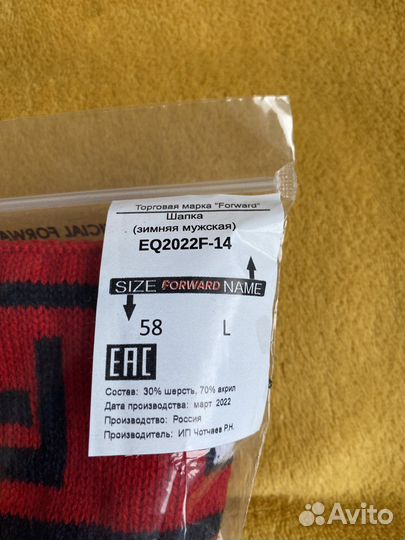 Торговая марка "Forward"
Шапка
(зимняя мужская)
EQ2022F-14
SIZE FORWARD NAME
58 L
EAC
Состав: 30% шерсть, 70% акрил
Дата производства: март 2022
Производство: Россия
Производитель: ИП Чотчаев Р.Н.
Avito